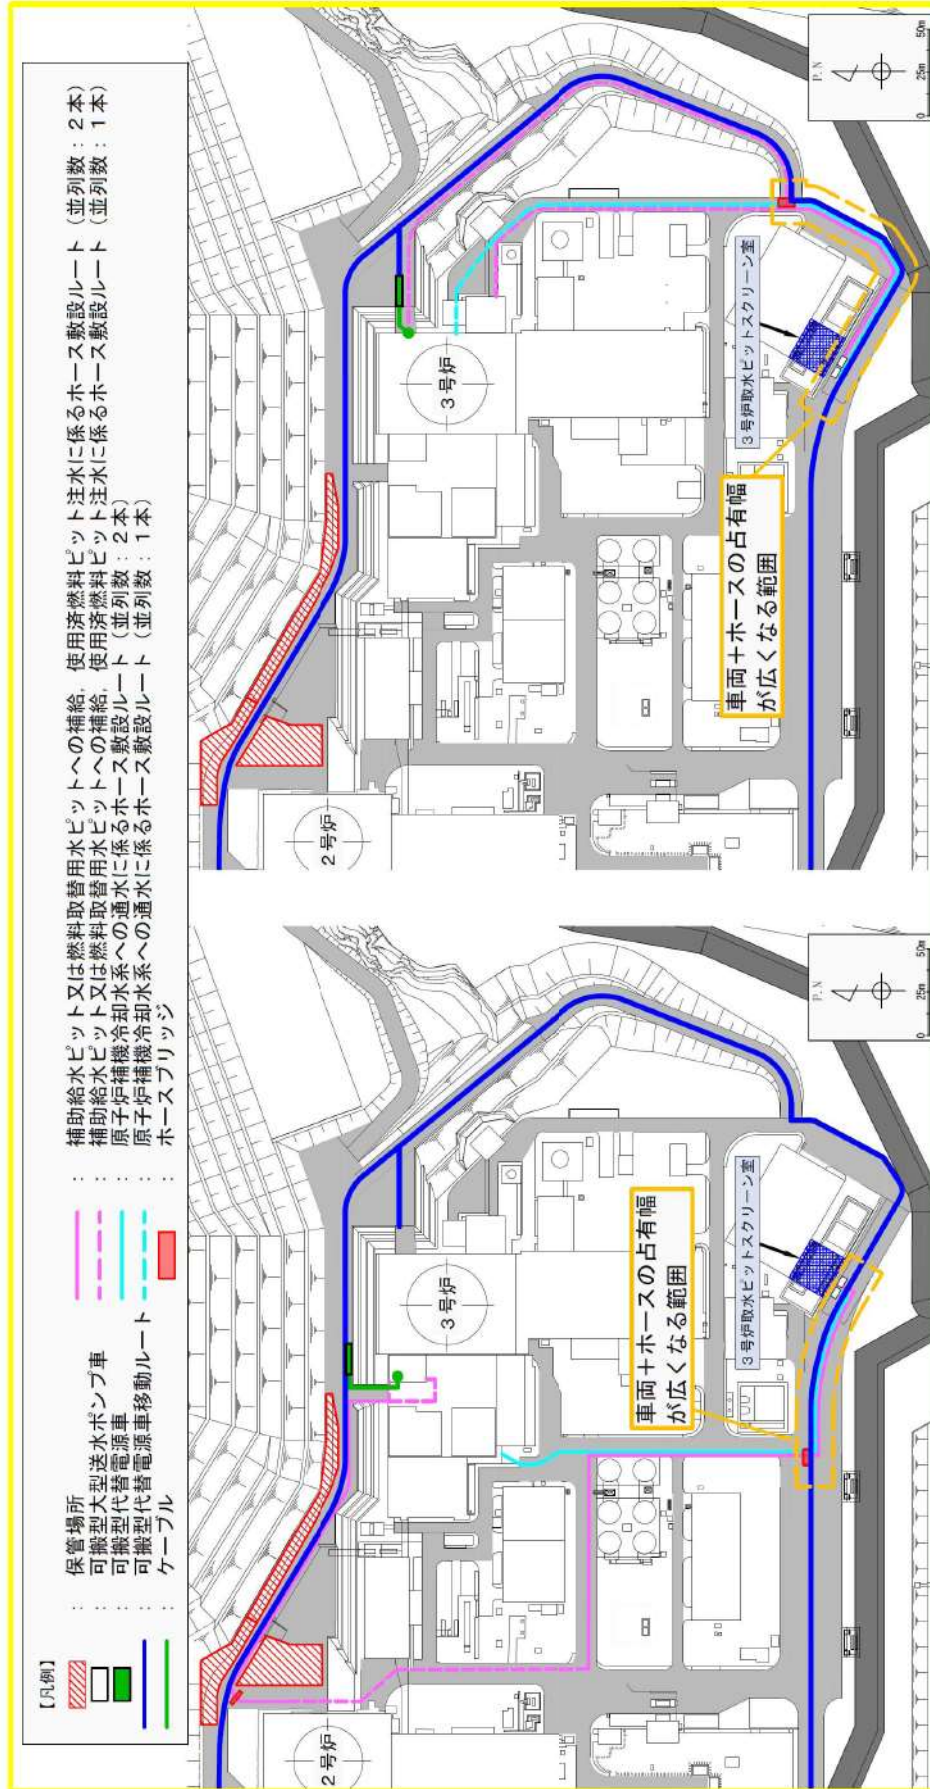 【凡例】
： 保管場所
： 可搬型大型送水ポンプ車
： 可搬型代替電源車
： 可搬型代替電源車移動ルート
： ケーブル
： 補助給水ピット又は燃料取替用水ピットへの補給，使用済燃料ピット注水に係るホース敷設ルート（並列数：２本）
： 補助給水ピット又は燃料取替用水ピットへの補給，使用済燃料ピット注水に係るホース敷設ルート（並列数：１本）
： 原子炉補機冷却水系への通水に係るホース敷設ルート（並列数：２本）
： 原子炉補機冷却水系への通水に係るホース敷設ルート（並列数：１本）
： ホースブリッジ
２号炉
３号炉
車両＋ホースの占有幅
が広くなる範囲
３号炉取水ピットスクリーン室
P.N
0 25m 50m
２号炉
３号炉
車両＋ホースの占有幅
が広くなる範囲
３号炉取水ピットスクリーン室
P.N
0 25m 50m